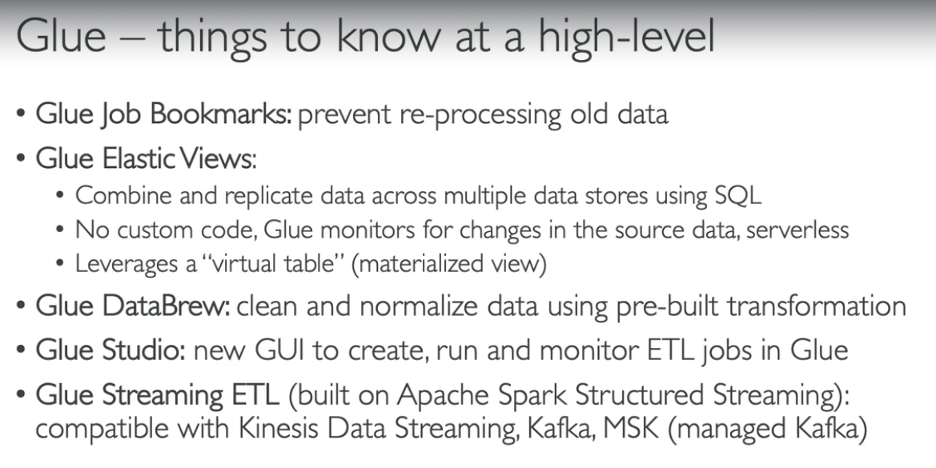 Glue – things to know at a high-level
• Glue Job Bookmarks: prevent re-processing old data
• Glue Elastic Views:
• Combine and replicate data across multiple data stores using SQL
• No custom code, Glue monitors for changes in the source data, serverless
• Leverages a “virtual table” (materialized view)
• Glue DataBrew: clean and normalize data using pre-built transformation
• Glue Studio: new GUI to create, run and monitor ETL jobs in Glue
• Glue Streaming ETL (built on Apache Spark Structured Streaming):
compatible with Kinesis Data Streaming, Kafka, MSK (managed Kafka)